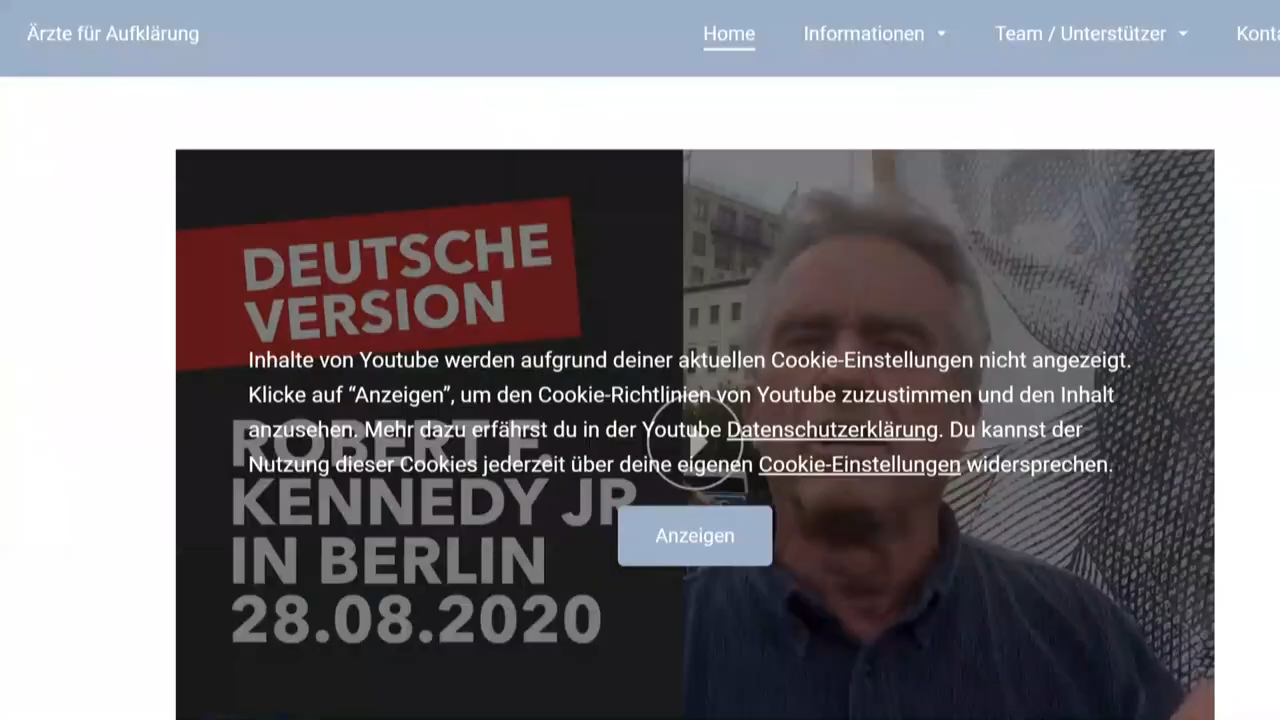 Ärzte für Aufklärung
Home
Informationen
Team / Unterstützer
Konta
DEUTSCHE
VERSION
Inhalte von Youtube werden aufgrund deiner aktuellen Cookie-Einstellungen nicht angezeigt.
Klicke auf “Anzeigen”, um den Cookie-Richtlinien von Youtube zuzustimmen und den Inhalt
anzusehen. Mehr dazu erfährst du in der Youtube Datenschutzerklärung. Du kannst der
Nutzung dieser Cookies jederzeit über deine eigenen Cookie-Einstellungen widersprechen.
Anzeigen
ROBERT F.
KENNEDY JR
IN BERLIN
28.08.2020